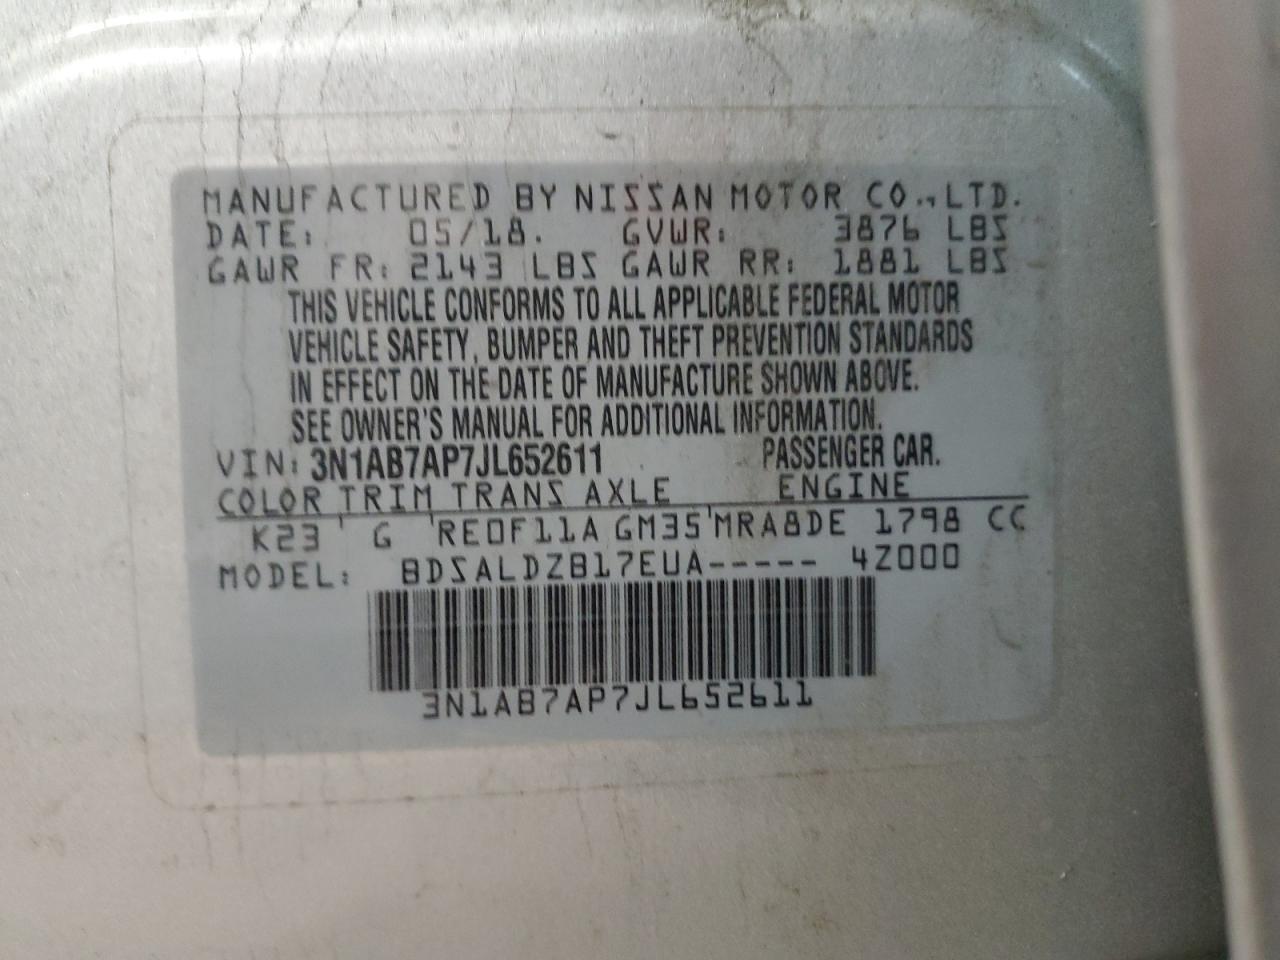 MANUFACTURED BY NISSAN MOTOR CO.,LTD.
DATE: 05/18. GVWR: 3876 LBS
GAWR FR: 2143 LBS GAWR RR: 1881 LBS
THIS VEHICLE CONFORMS TO ALL APPLICABLE FEDERAL MOTOR
VEHICLE SAFETY, BUMPER AND THEFT PREVENTION STANDARDS
IN EFFECT ON THE DATE OF MANUFACTURE SHOWN ABOVE.
SEE OWNER'S MANUAL FOR ADDITIONAL INFORMATION.
VIN: 3N1AB7AP7JL652611 PASSENGER CAR.
COLOR TRIM TRANS AXLE ENGINE
K23 ' G 'RE0F11A GM35'MRA8DE 1798 CC
MODEL: BDSALDZB17EUA----- 4Z000
3N1AB7AP7JL652611